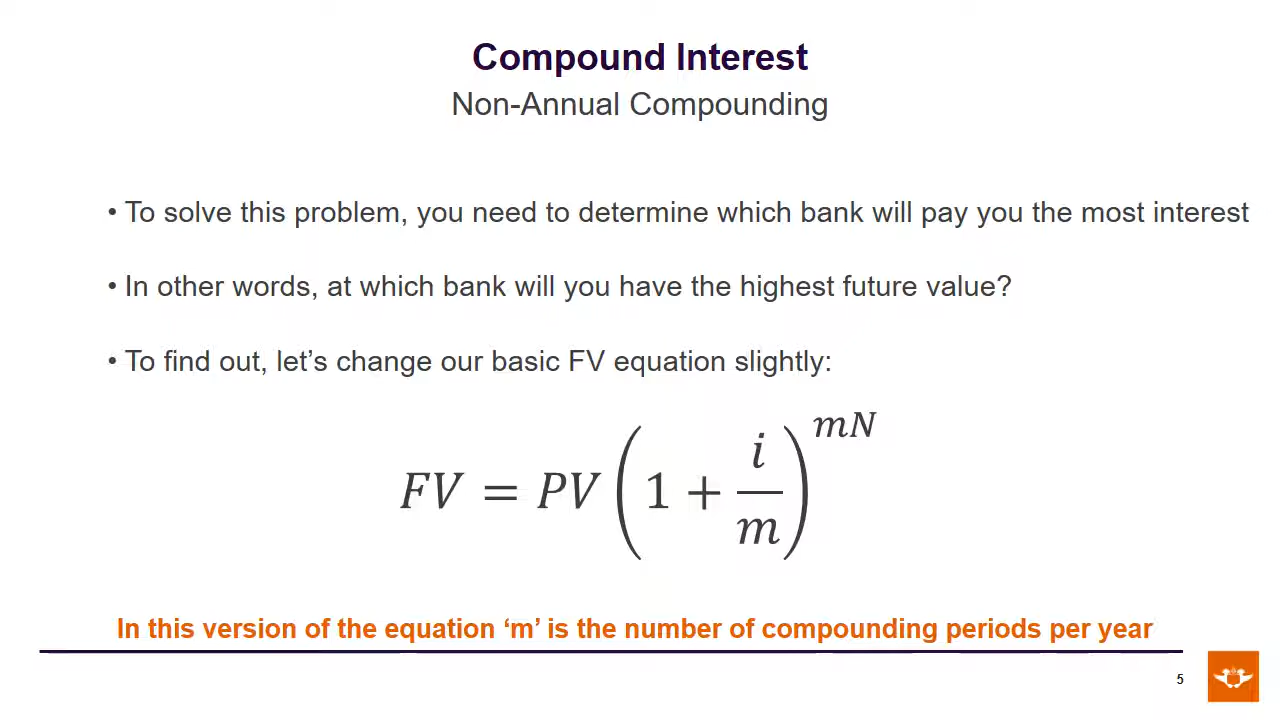 Compound Interest
Non-Annual Compounding
• To solve this problem, you need to determine which bank will pay you the most interest
• In other words, at which bank will you have the highest future value?
• To find out, let’s change our basic FV equation slightly:
FV = PV (1 + i/m)^mN
In this version of the equation ‘m’ is the number of compounding periods per year
5